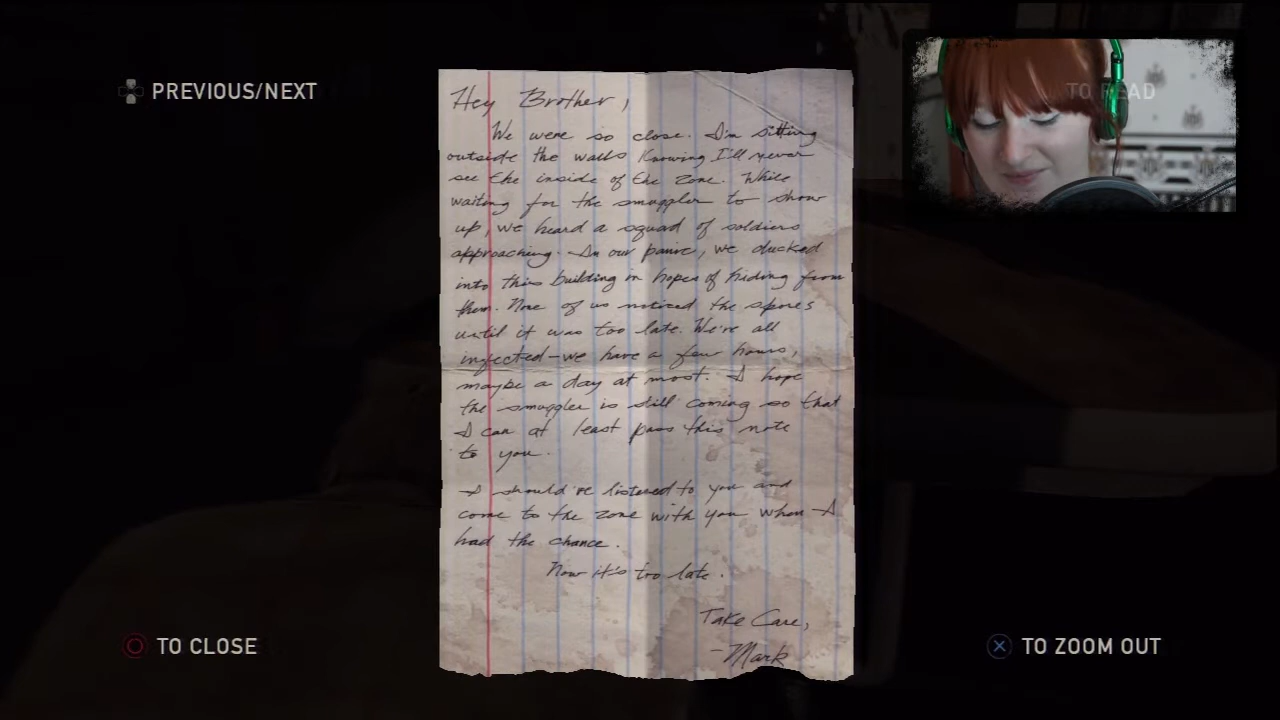 PREVIOUS/NEXT
TO READ
Hey Brother,
We were so close. I'm sitting
outside the walls knowing I'll never
see the inside of the zone. While
waiting for the smuggler to show
up, we heard a squad of soldiers
approaching. In our panic, we ducked
into this building in hopes of hiding from
them. None of us noticed the spores
until it was too late. We're all
infected—we have a few hours,
maybe a day at most. I hope
the smuggler is still coming so that
I can at least pass this note
to you.
I should've listened to you and
come to the zone with you when I
had the chance.
Now it's too late.
Take Care,
-Mark
TO CLOSE
TO ZOOM OUT